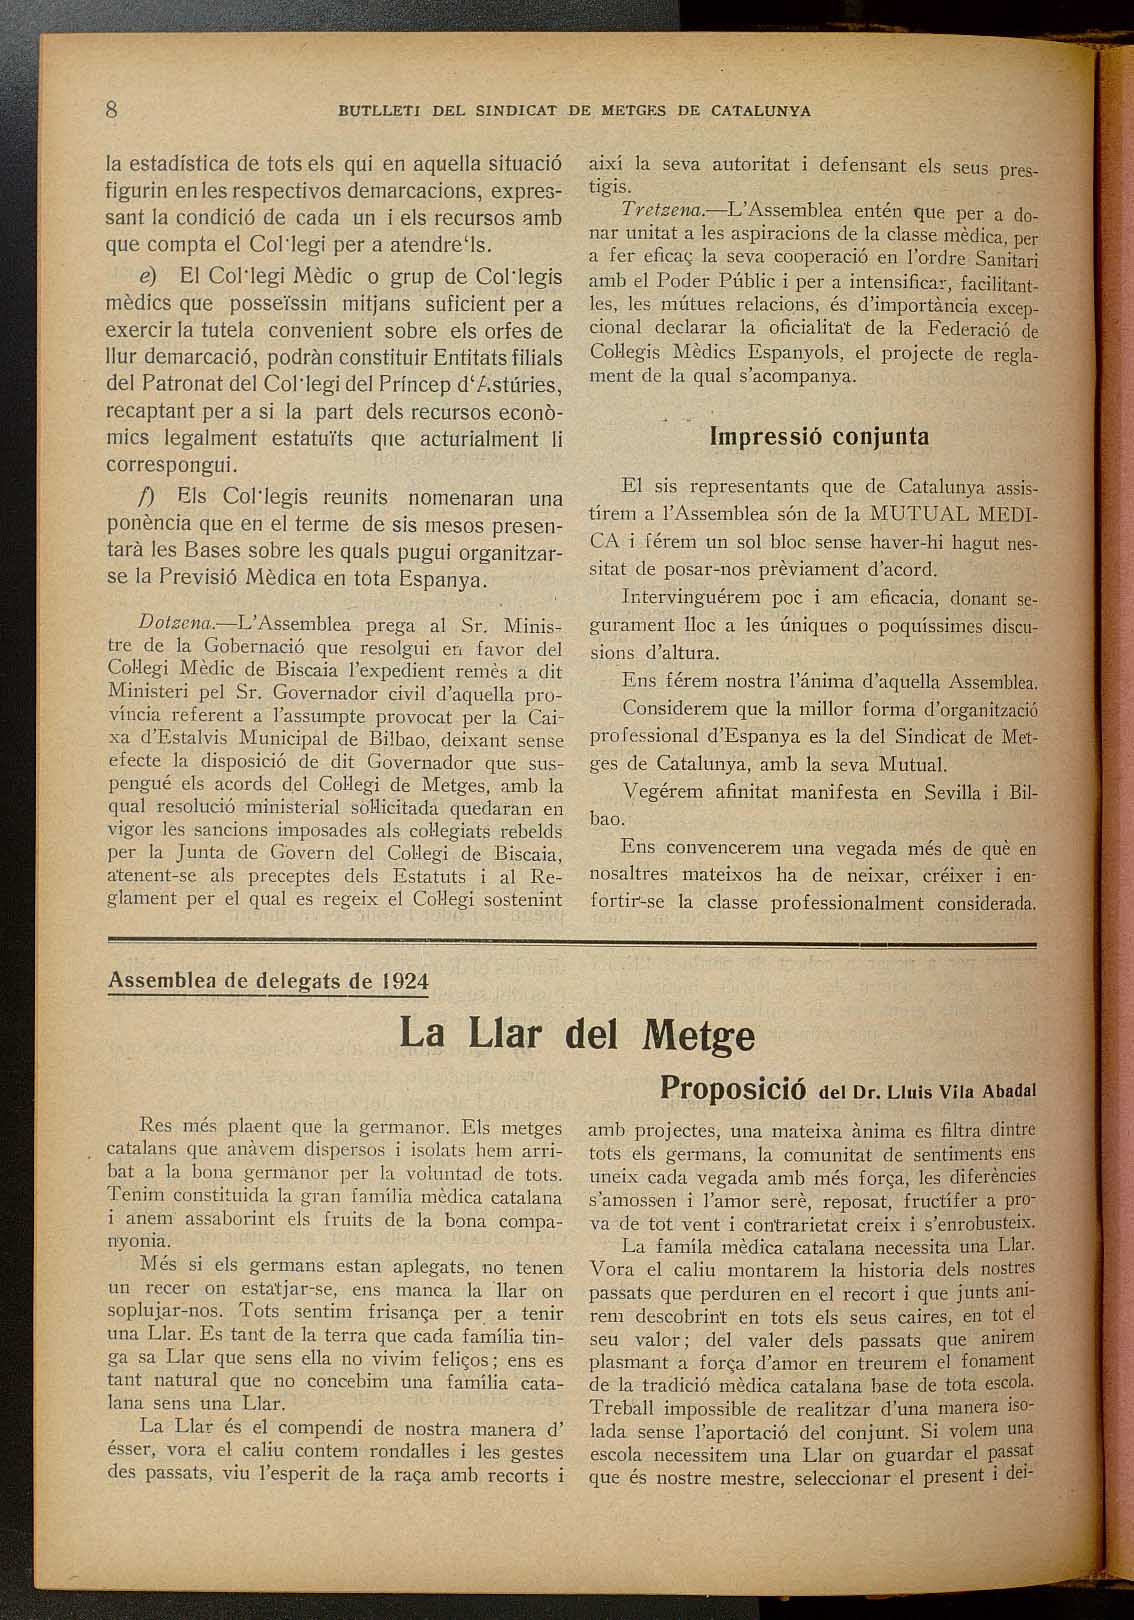 8
BUTLLETI DEL SINDICAT DE METGES DE CATALUNYA
la estadística de tots els qui en aquella situació
figurin en les respectivos demarcacions, expres-
sant la condició de cada un i els recursos amb
que compta el Col·legi per a atendre‘ls.
e) El Col·legi Mèdic o grup de Col·legis
mèdics que posseïssin mitjans suficient per a
exercir la tutela convenient sobre els orfes de
llur demarcació, podràn constituir Entitats filials
del Patronat del Col·legi del Príncep d‘Astúries,
recaptant per a si la part dels recursos econò-
mics legalment estatuïts que acturialment li
correspongui.
f) Els Col·legis reunits nomenaran una
ponència que en el terme de sis mesos presen-
tarà les Bases sobre les quals pugui organitzar-
se la Previsió Mèdica en tota Espanya.
Dotzena.—L’Assemblea prega al Sr. Minis-
tre de la Gobernació que resolgui en favor del
Col·legi Mèdic de Biscaia l’expedient remès a dit
Ministeri pel Sr. Governador civil d’aquella pro-
víncia referent a l’assumpte provocat per la Cai-
xa d’Estalvis Municipal de Bilbao, deixant sense
efecte la disposició de dit Governador que sus-
pengué els acords del Col·legi de Metges, amb la
qual resolució ministerial sol·licitada quedaran en
vigor les sancions imposades als col·legiats rebelds
per la Junta de Govern del Col·legi de Biscaia,
atenent-se als preceptes dels Estatuts i al Re-
glament per el qual es regeix el Col·legi sostenint
així la seva autoritat i defensant els seus pres-
tigis.
Tretzena.—L’Assemblea entén que per a do-
nar unitat a les aspiracions de la classe mèdica, per
a fer eficaç la seva cooperació en l’ordre Sanitari
amb el Poder Públic i per a intensificar, facilitant-
les, les mútues relacions, és d’importància excep-
cional declarar la oficialitat de la Federació de
Col·legis Mèdics Espanyols, el projecte de regla-
ment de la qual s’acompanya.
Impressió conjunta
El sis representants que de Catalunya assis-
tírem a l’Assemblea són de la MUTUAL MEDI-
CA i férem un sol bloc sense haver-hi hagut nes-
sitat de posar-nos prèviament d’acord.
Intervinguérem poc i am eficacia, donant se-
gurament lloc a les úniques o poquíssimes discu-
sions d’altura.
Ens férem nostra l’ánima d’aquella Assemblea.
Considerem que la millor forma d’organització
professional d’Espanya es la del Sindicat de Met-
ges de Catalunya, amb la seva Mutual.
Vegérem afinitat manifesta en Sevilla i Bil-
bao.
Ens convencerem una vegada més de què en
nosaltres mateixos ha de neixar, créixer i en-
fortir-se la classe professionalment considerada.
Assemblea de delegats de 1924
La Llar del Metge
Proposició del Dr. Lluis Vila Abadal
Res més plaent que la germanor. Els metges
catalans que anàvem dispersos i isolats hem arri-
bat a la bona germanor per la voluntad de tots.
Tenim constituida la gran família mèdica catalana
i anem assaborint els fruits de la bona compa-
nyonia.
Més si els germans estan aplegats, no tenen
un recer on estatjar-se, ens manca la llar on
soplujar-nos. Tots sentim frisança per a tenir
una Llar. Es tant de la terra que cada família tin-
ga sa Llar que sens ella no vivim feliços; ens es
tant natural que no concebim una família cata-
lana sens una Llar.
La Llar és el compendi de nostra manera d’
ésser, vora el caliu contem rondalles i les gestes
des passats, viu l’esperit de la raça amb recorts i
amb projectes, una mateixa ànima es filtra dintre
tots els germans, la comunitat de sentiments ens
uneix cada vegada amb més força, les diferències
s’amossen i l’amor serè, reposat, fructífer a pro-
va de tot vent i contrarietat creix i s’enrobusteix.
La famíla mèdica catalana necessita una Llar.
Vora el caliu montarem la historia dels nostres
passats que perduren en el recort i que junts ani-
rem descobrint en tots els seus caires, en tot el
seu valor; del valer dels passats que anirem
plasmant a força d’amor en treurem el fonament
de la tradició mèdica catalana base de tota escola.
Treball impossible de realitzar d’una manera iso-
lada sense l’aportació del conjunt. Si volem una
escola necessitem una Llar on guardar el passat
que és nostre mestre, seleccionar el present i dei-